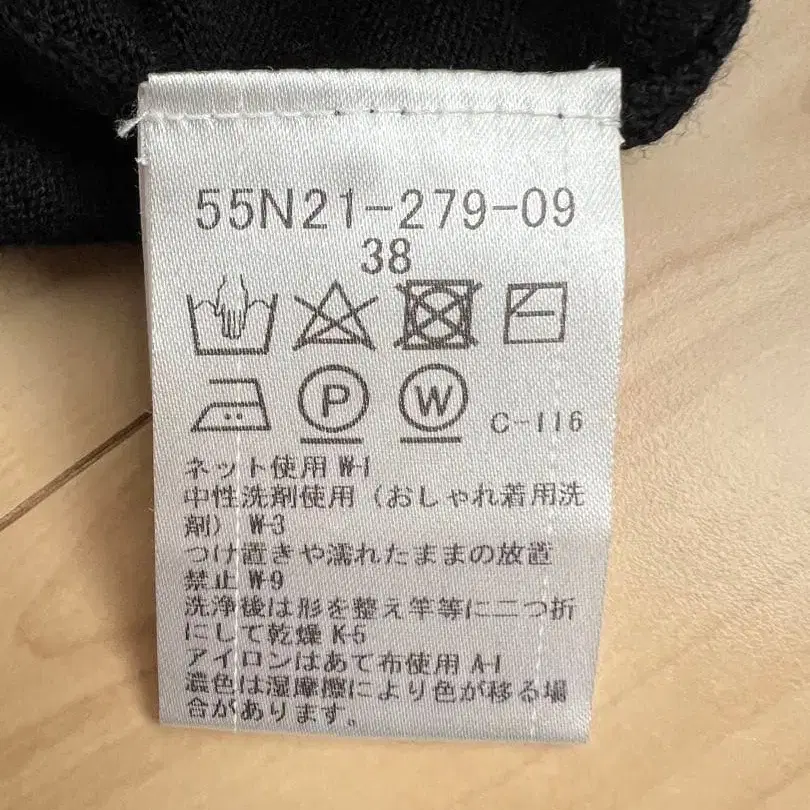 55N21-279-09
38
P W C-116
ネット使用 W-1
中性洗剤使用（おしゃれ着用洗
剤） W-3
つけ置きや濡れたままの放置
禁止 W-9
洗浄後は形を整え竿等に二つ折
にして乾燥 K-5
アイロンはあて布使用 A-1
濃色は湿摩擦により色が移る場
合があります。